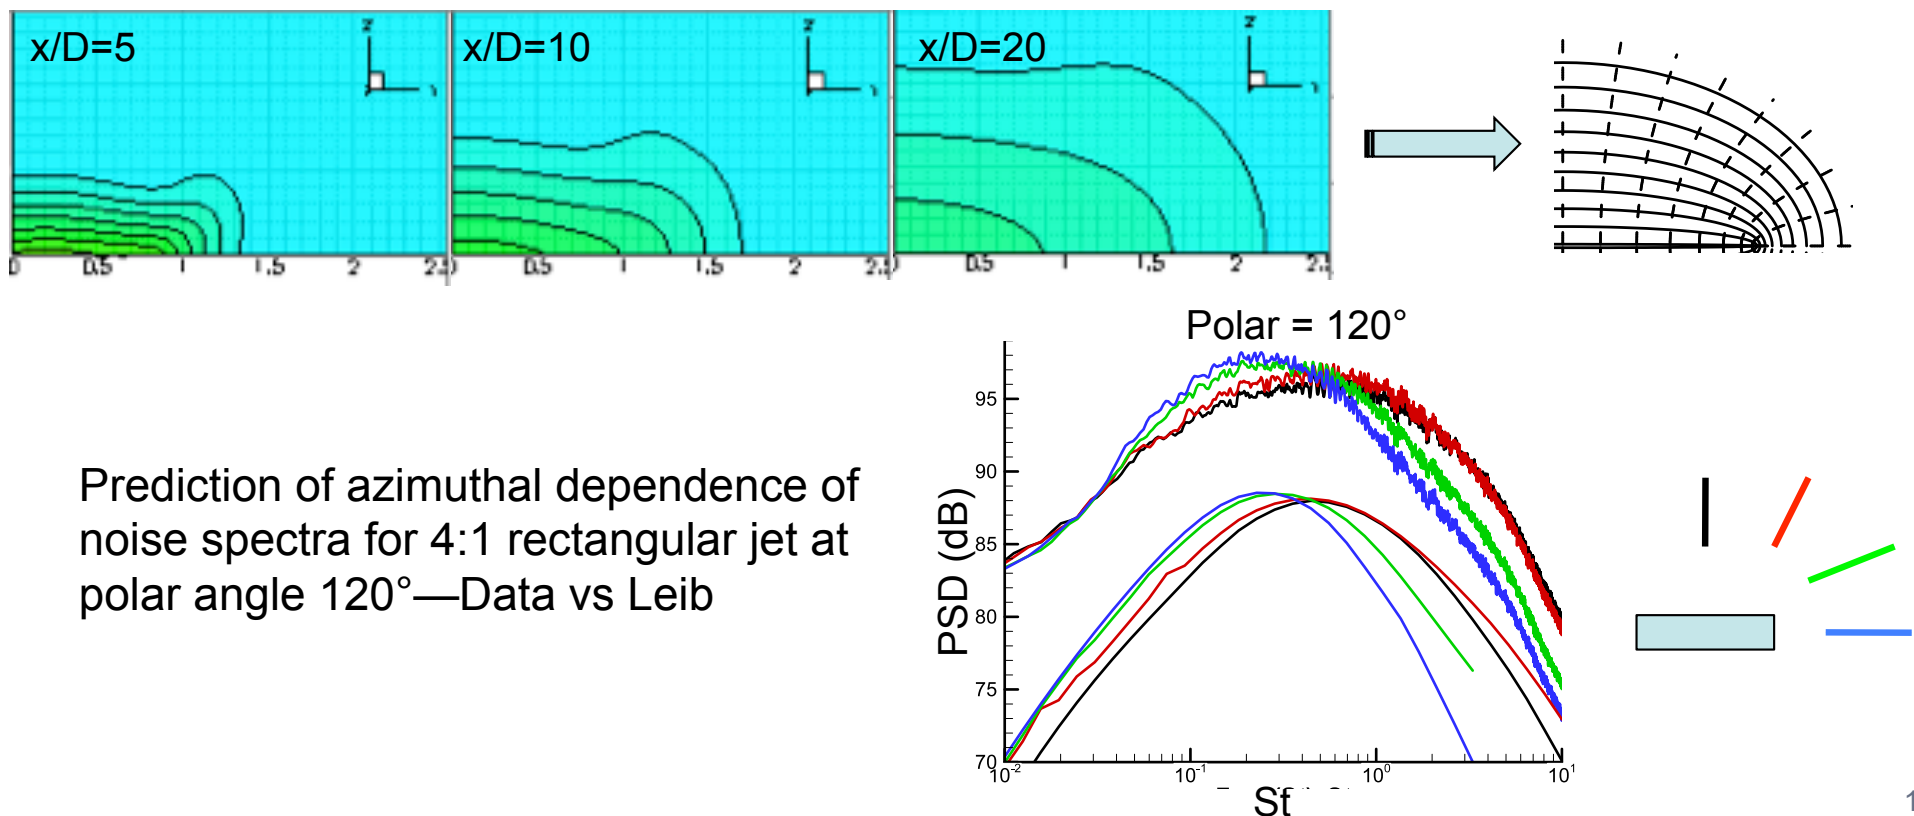 x/D=5
x/D=10
x/D=20
z
z
z
0.5 1 1.5
0.5 1 1.5 2
0.5 1 1.5 2
Polar = 120°
95
90
85
80
75
70
PSD (dB)
10-2 10-1 100 101
St
Prediction of azimuthal dependence of
noise spectra for 4:1 rectangular jet at
polar angle 120°—Data vs Leib
1